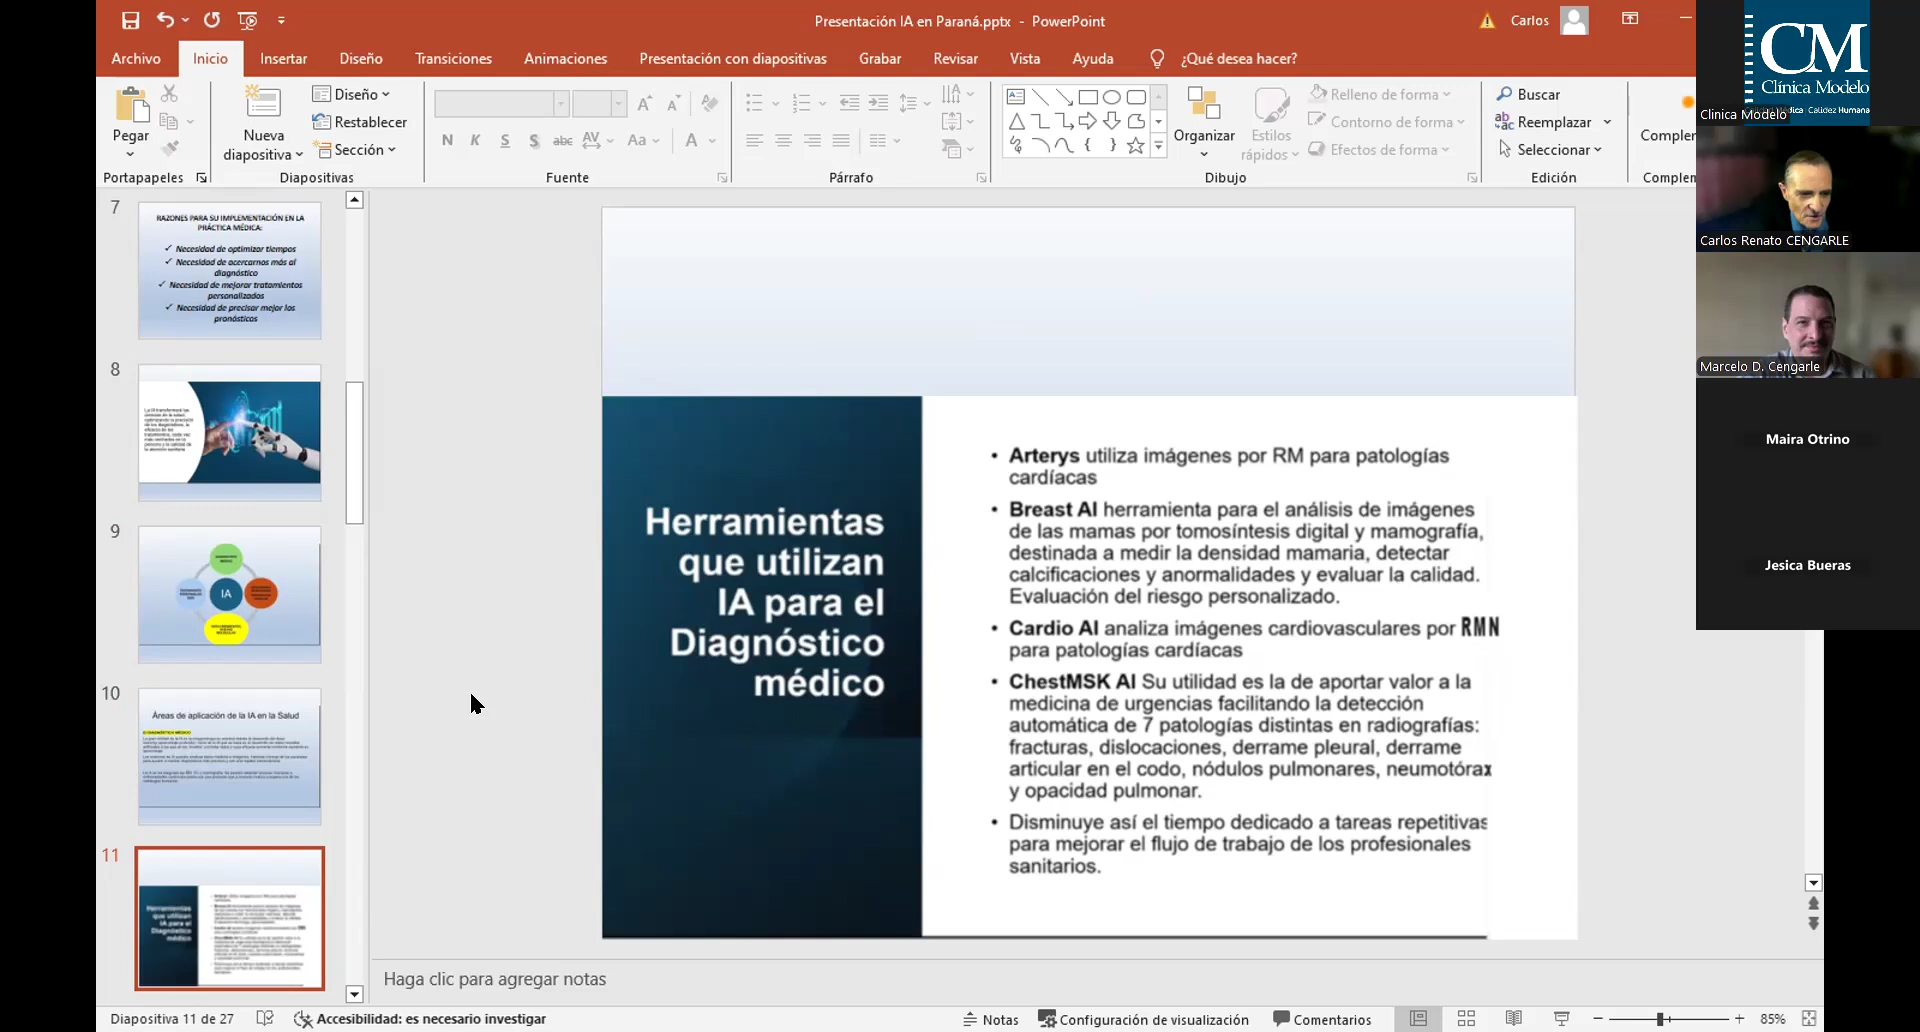 Presentación IA en Paraná.pptx - PowerPoint
Carlos
Archivo
Inicio
Insertar
Diseño
Transiciones
Animaciones
Presentación con diapositivas
Grabar
Revisar
Vista
Ayuda
¿Qué desea hacer?
Pegar
Nueva
diapositiva
Diseño
Restablecer
Sección
N K S S abc AV Aa A
Relleno de forma
Contorno de forma
Efectos de forma
Organizar
Estilos
rápidos
Buscar
Reemplazar
Seleccionar
Complen
Portapapeles
Diapositivas
Fuente
Párrafo
Dibujo
Edición
Complen
CM
Clínica Modelo
Calidez Humana
Clinica Modelo
Carlos Renato CENGARLE
Marcelo D. Cengarle
Maira Otrino
Jesica Bueras
7
RAZONES PARA SU IMPLEMENTACIÓN EN LA
PRÁCTICA MÉDICA:
✓ Necesidad de optimizar tiempos
✓ Necesidad de acercarnos más al
diagnóstico
✓ Necesidad de mejorar tratamientos
personalizados
✓ Necesidad de precisar mejor los
pronósticos
8
9
IA
10
Áreas de aplicación de la IA en la Salud
11
Herramientas
que utilizan
IA para el
Diagnóstico
médico
• Arterys utiliza imágenes por RM para patologías
cardíacas
• Breast AI herramienta para el análisis de imágenes
de las mamas por tomosíntesis digital y mamografía,
destinada a medir la densidad mamaria, detectar
calcificaciones y anormalidades y evaluar la calidad.
Evaluación del riesgo personalizado.
• Cardio AI analiza imágenes cardiovasculares por RMN
para patologías cardíacas
• ChestMSK AI Su utilidad es la de aportar valor a la
medicina de urgencias facilitando la detección
automática de 7 patologías distintas en radiografías:
fracturas, dislocaciones, derrame pleural, derrame
articular en el codo, nódulos pulmonares, neumotórax
y opacidad pulmonar.
• Disminuye así el tiempo dedicado a tareas repetitivas
para mejorar el flujo de trabajo de los profesionales
sanitarios.
Haga clic para agregar notas
Diapositiva 11 de 27
Accesibilidad: es necesario investigar
Notas
Configuración de visualización
Comentarios
85%